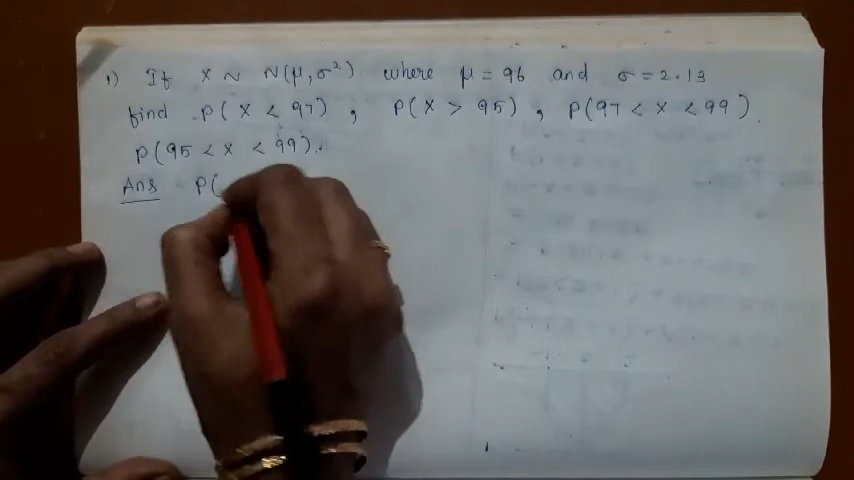 1) If X ~ N(μ, σ²). where μ = 96 and σ = 2.13
find P( X < 97) , P(X > 95) , P(97 < X < 99).
P(95 < X < 99).
Ans P(